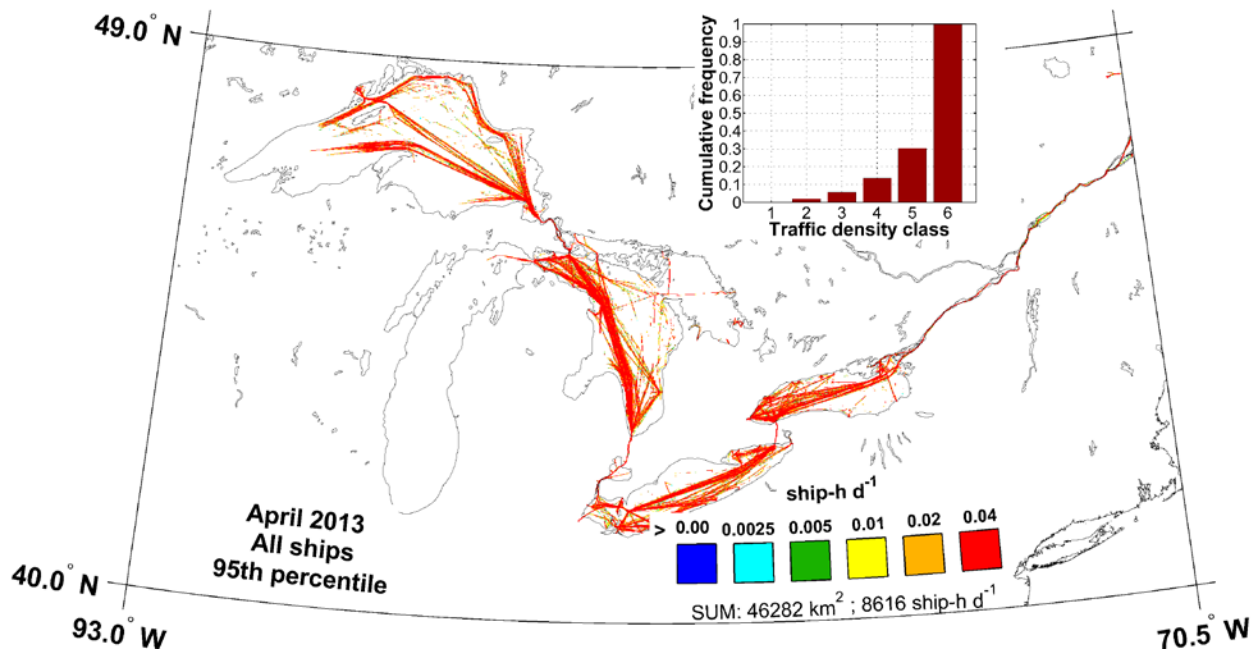 49.0° N
Cumulative frequency
1
0.9
0.8
0.7
0.6
0.5
0.4
0.3
0.2
0.1
0
1 2 3 4 5 6
Traffic density class
April 2013
All ships
95th percentile
ship-h d⁻¹
> 0.00 0.0025 0.005 0.01 0.02 0.04
SUM: 46282 km² ; 8616 ship-h d⁻¹
40.0° N
93.0° W
70.5° W